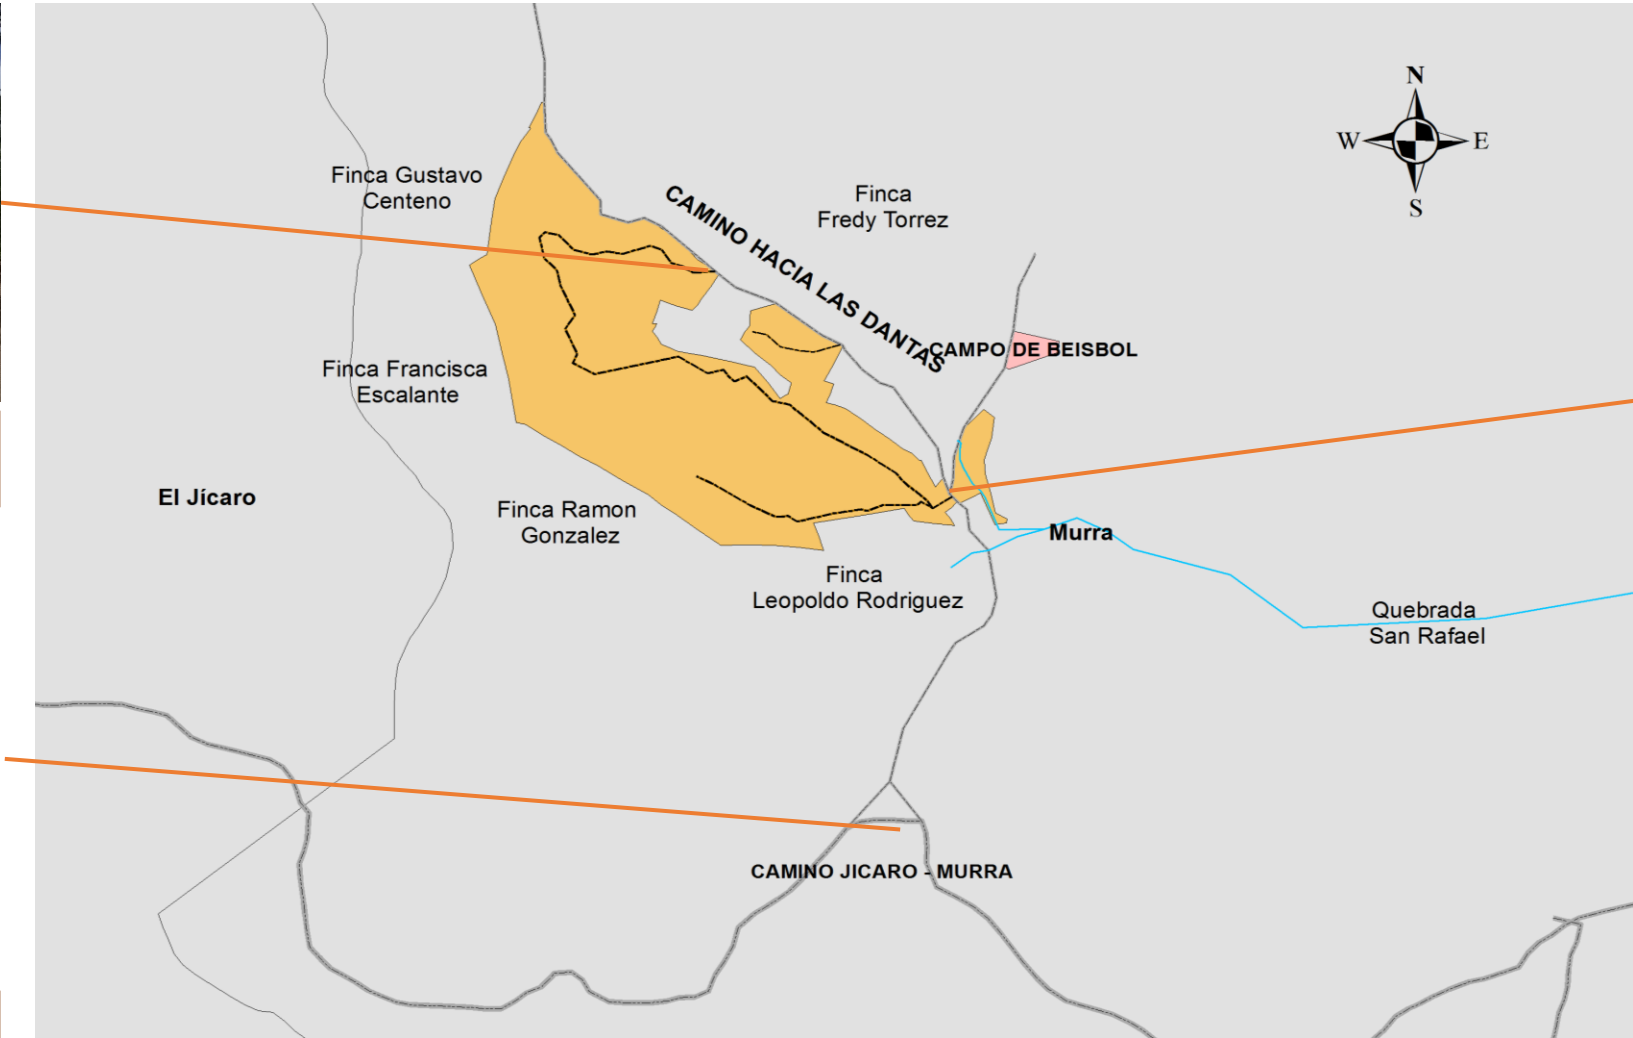 N
W E
S
Finca Gustavo
Centeno
Finca
Fredy Torrez
CAMINO HACIA LAS DANTAS
CAMPO DE BEISBOL
Finca Francisca
Escalante
El Jícaro
Finca Ramon
Gonzalez
Murra
Finca
Leopoldo Rodriguez
Quebrada
San Rafael
CAMINO JICARO - MURRA